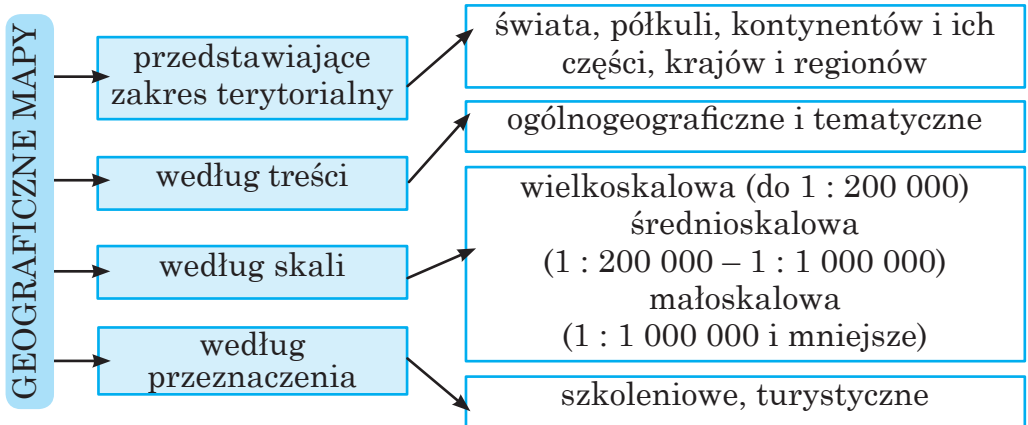 GEOGRAFICZNE MAPY
przedstawiające
zakres terytorialny
świata, półkuli, kontynentów i ich
części, krajów i regionów
według treści
ogólnogeograficzne i tematyczne
według skali
wielkoskalowa (do 1 : 200 000)
średnioskalowa
(1 : 200 000 – 1 : 1 000 000)
małoskalowa
(1 : 1 000 000 i mniejsze)
według
przeznaczenia
szkoleniowe, turystyczne